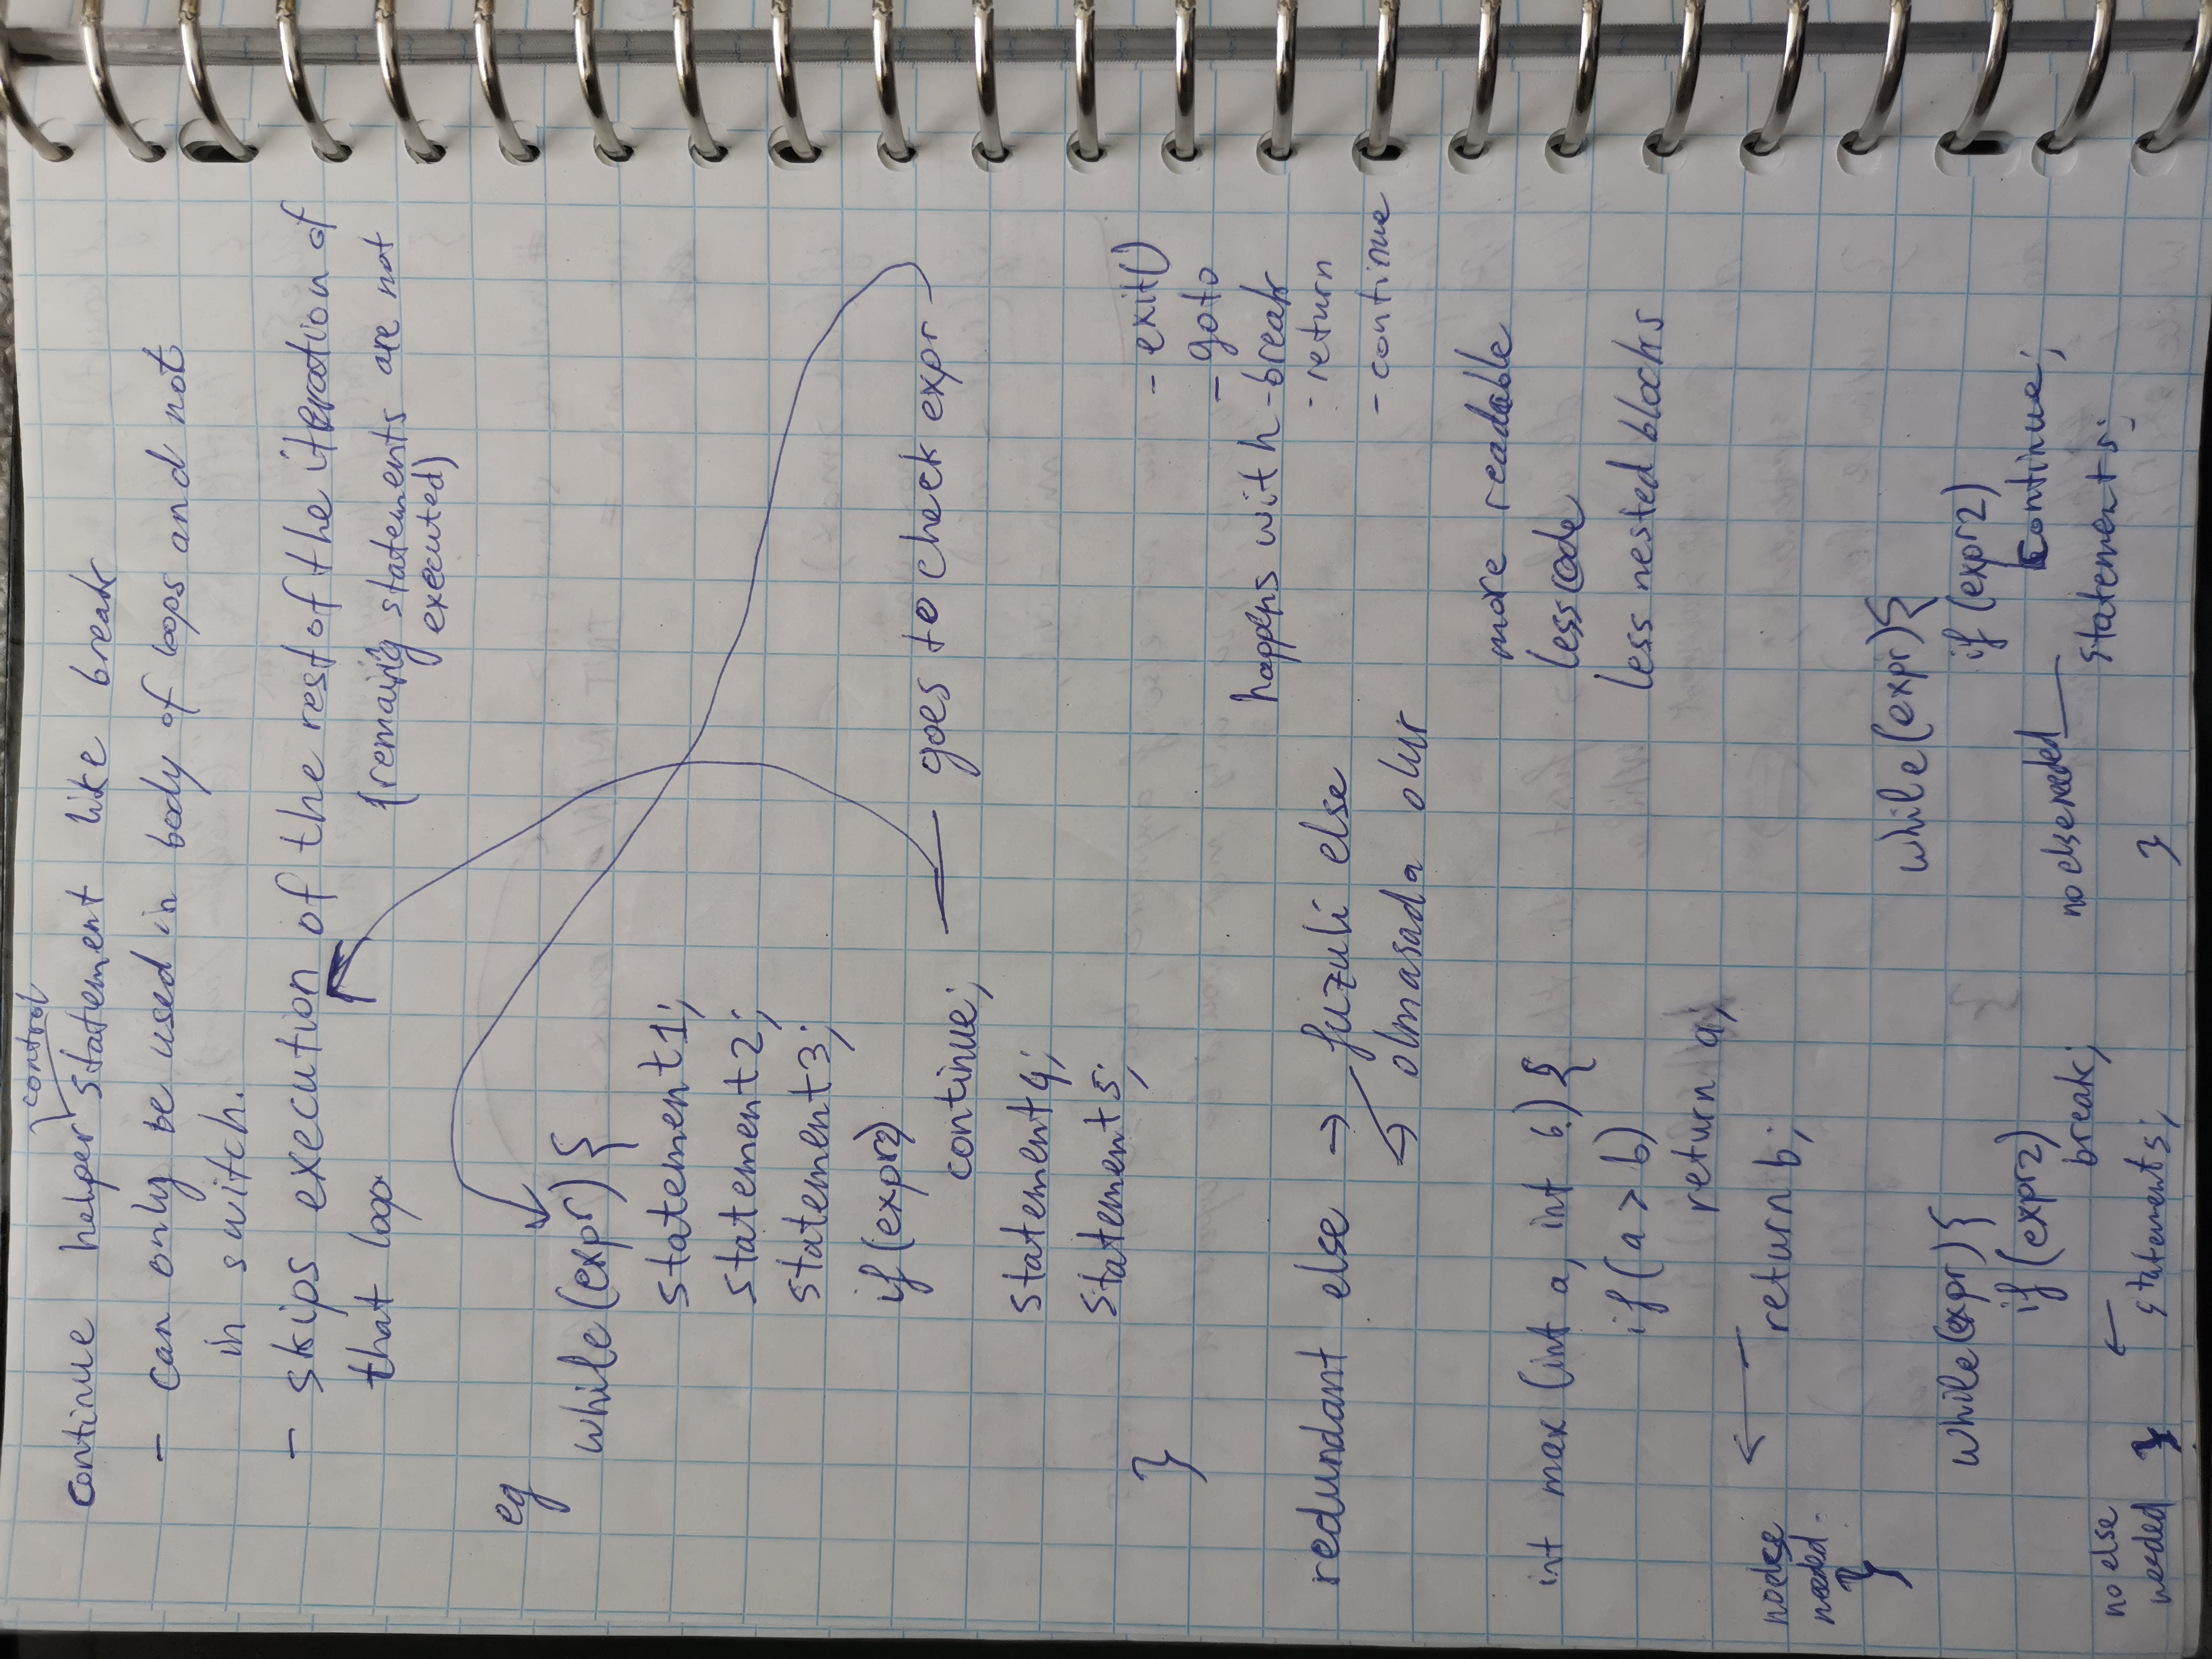 control
continue helper statement like break
- can only be used in body of loops and not
in switch.
- skips execution of the rest of the iteration of
that loop
(remainig statements are not
executed)
eg
while (expr) {
statement1;
statement2;
statement3;
if (expr2)
continue;
goes to check expr
statement4;
statement5;
}
- exit()
- goto
happens with - break
- return
- continue
redundant else → fuzuli else
→ olmasada olur
more readable
less code
less nested blocks
int max (int a, int b) {
if (a > b)
return a;
no else
needed
← return b;
}
while (expr) {
if (expr2)
break;
no else
needed
← statements;
}
while (expr) {
if (expr2)
continue;
no else needed
statements;
}